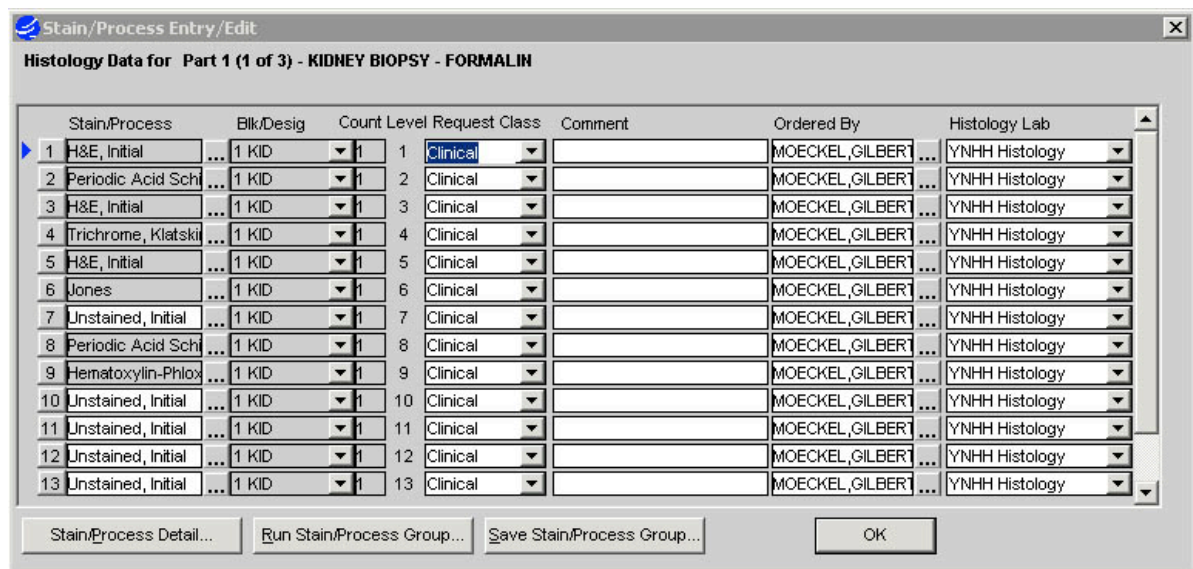 Stain/Process Entry/Edit
Histology Data for Part 1 (1 of 3) - KIDNEY BIOPSY - FORMALIN
Stain/Process Blk/Desig Count Level Request Class Comment Ordered By Histology Lab
1 H&E, Initial ... 1 KID 1 1 Clinical MOECKEL,GILBERT ... YNHH Histology
2 Periodic Acid Schi ... 1 KID 1 2 Clinical MOECKEL,GILBERT ... YNHH Histology
3 H&E, Initial ... 1 KID 1 3 Clinical MOECKEL,GILBERT ... YNHH Histology
4 Trichrome, Klatski ... 1 KID 1 4 Clinical MOECKEL,GILBERT ... YNHH Histology
5 H&E, Initial ... 1 KID 1 5 Clinical MOECKEL,GILBERT ... YNHH Histology
6 Jones ... 1 KID 1 6 Clinical MOECKEL,GILBERT ... YNHH Histology
7 Unstained, Initial ... 1 KID 1 7 Clinical MOECKEL,GILBERT ... YNHH Histology
8 Periodic Acid Schi ... 1 KID 1 8 Clinical MOECKEL,GILBERT ... YNHH Histology
9 Hematoxylin-Phlox ... 1 KID 1 9 Clinical MOECKEL,GILBERT ... YNHH Histology
10 Unstained, Initial ... 1 KID 1 10 Clinical MOECKEL,GILBERT ... YNHH Histology
11 Unstained, Initial ... 1 KID 1 11 Clinical MOECKEL,GILBERT ... YNHH Histology
12 Unstained, Initial ... 1 KID 1 12 Clinical MOECKEL,GILBERT ... YNHH Histology
13 Unstained, Initial ... 1 KID 1 13 Clinical MOECKEL,GILBERT ... YNHH Histology
Stain/Process Detail... Run Stain/Process Group... Save Stain/Process Group... OK